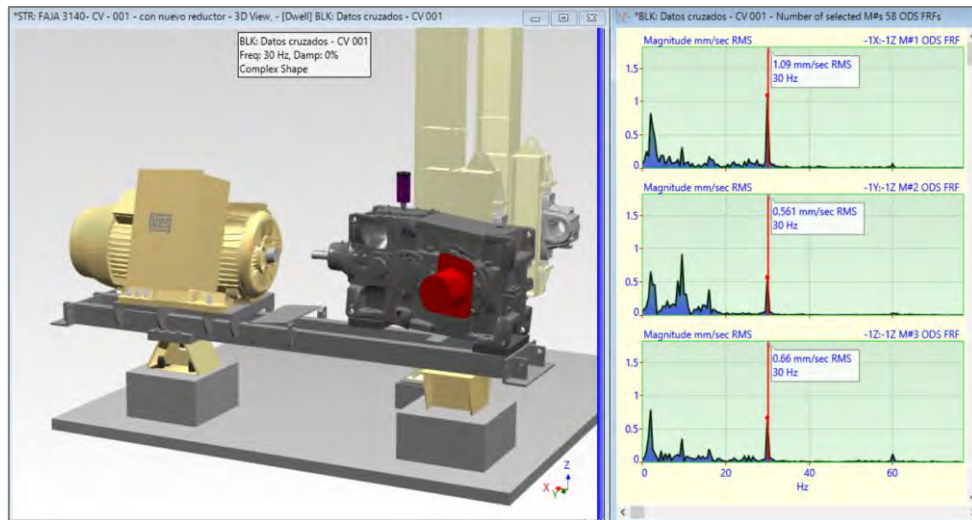 *STR: FAJA 3140- CV - 001 - con nuevo reductor - 3D View, - [Dwell] BLK: Datos cruzados - CV 001
BLK: Datos cruzados - CV 001
Freq: 30 Hz, Damp: 0%
Complex Shape
WEG
X
Y
Z
*BLK: Datos cruzados - CV 001 - Number of selected M#s 58 ODS FRFs
Magnitude mm/sec RMS -1X:-1Z M#1 ODS FRF
1.09 mm/sec RMS
30 Hz
1.5
1
0.5
0
Magnitude mm/sec RMS -1Y:-1Z M#2 ODS FRF
0.561 mm/sec RMS
30 Hz
1.5
1
0.5
0
Magnitude mm/sec RMS -1Z:-1Z M#3 ODS FRF
0.66 mm/sec RMS
30 Hz
1.5
1
0.5
0
0 20 40 60
Hz